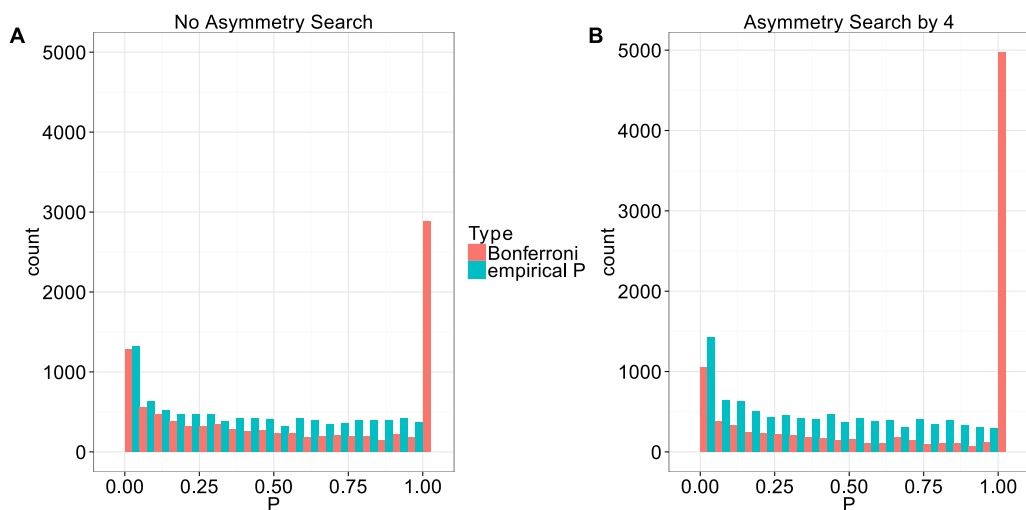 A
No Asymmetry Search
5000
4000
3000
2000
1000
0
count
0.00 0.25 0.50 0.75 1.00
P
Type
Bonferroni
empirical P
B
Asymmetry Search by 4
5000
4000
3000
2000
1000
0
count
0.00 0.25 0.50 0.75 1.00
P